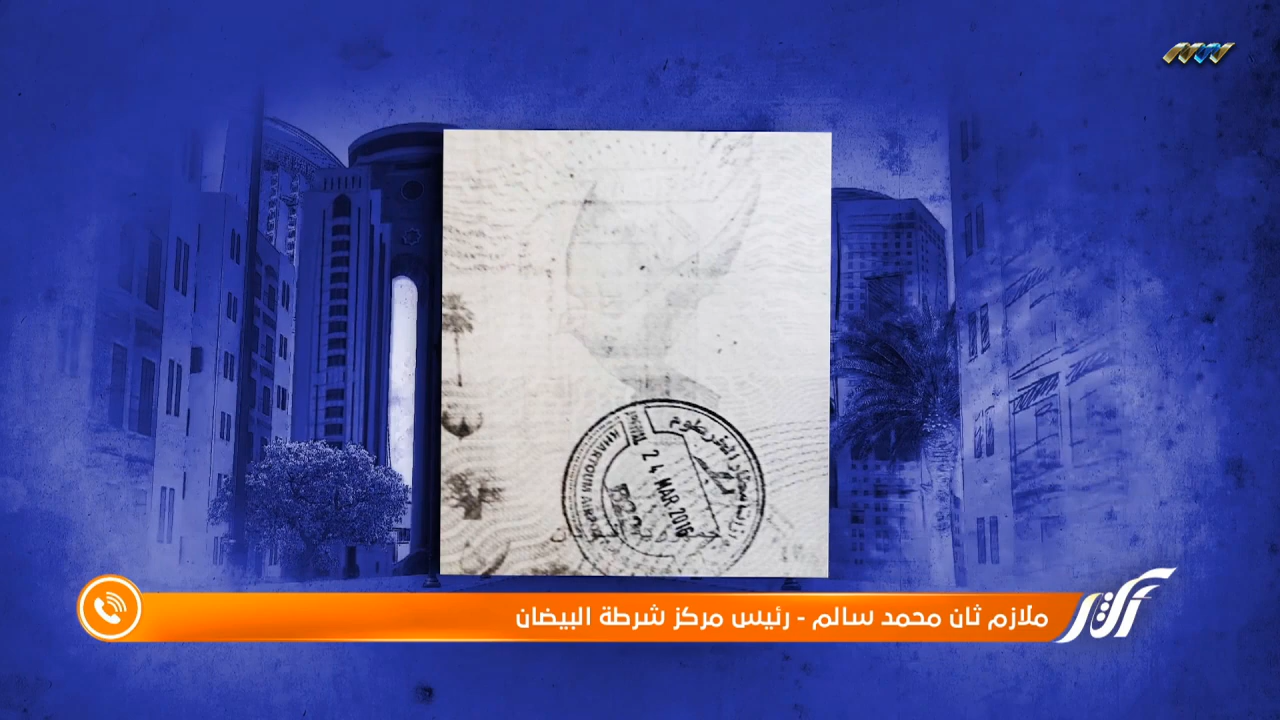 مطار الخرطوم
KHARTOUM AIRPORT
24 MAR 2016
ملازم ثان محمد سالم - رئيس مركز شرطة البيضان